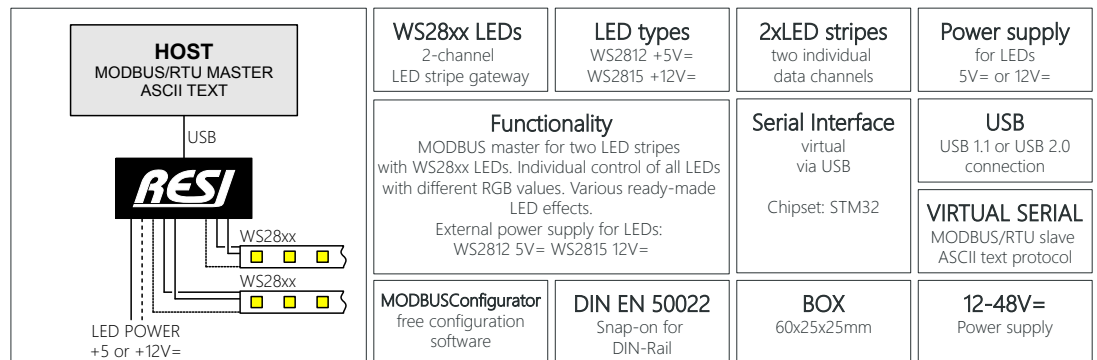 HOST
MODBUS/RTU MASTER
ASCII TEXT
USB
RESI
WS28xx
WS28xx
LED POWER
+5 or +12V=
WS28xx LEDs
2-channel
LED stripe gateway
LED types
WS2812 +5V=
WS2815 +12V=
2xLED stripes
two individual
data channels
Power supply
for LEDs
5V= or 12V=
Functionality
MODBUS master for two LED stripes
with WS28xx LEDs. Individual control of all LEDs
with different RGB values. Various ready-made
LED effects.
External power supply for LEDs:
WS2812 5V= WS2815 12V=
Serial Interface
virtual
via USB
Chipset: STM32
USB
USB 1.1 or USB 2.0
connection
VIRTUAL SERIAL
MODBUS/RTU slave
ASCII text protocol
MODBUSConfigurator
free configuration
software
DIN EN 50022
Snap-on for
DIN-Rail
BOX
60x25x25mm
12-48V=
Power supply